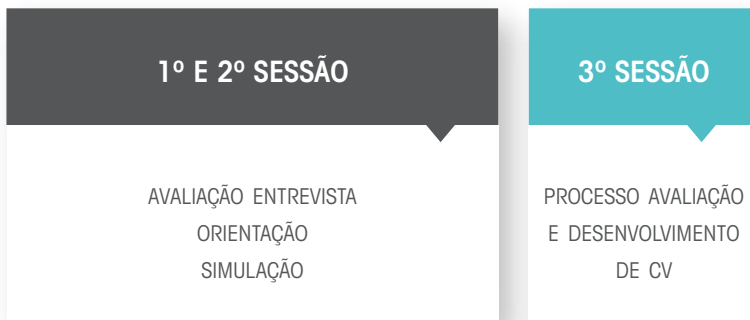 1º E 2º SESSÃO
AVALIAÇÃO ENTREVISTA
ORIENTAÇÃO
SIMULAÇÃO
3º SESSÃO
PROCESSO AVALIAÇÃO
E DESENVOLVIMENTO
DE CV